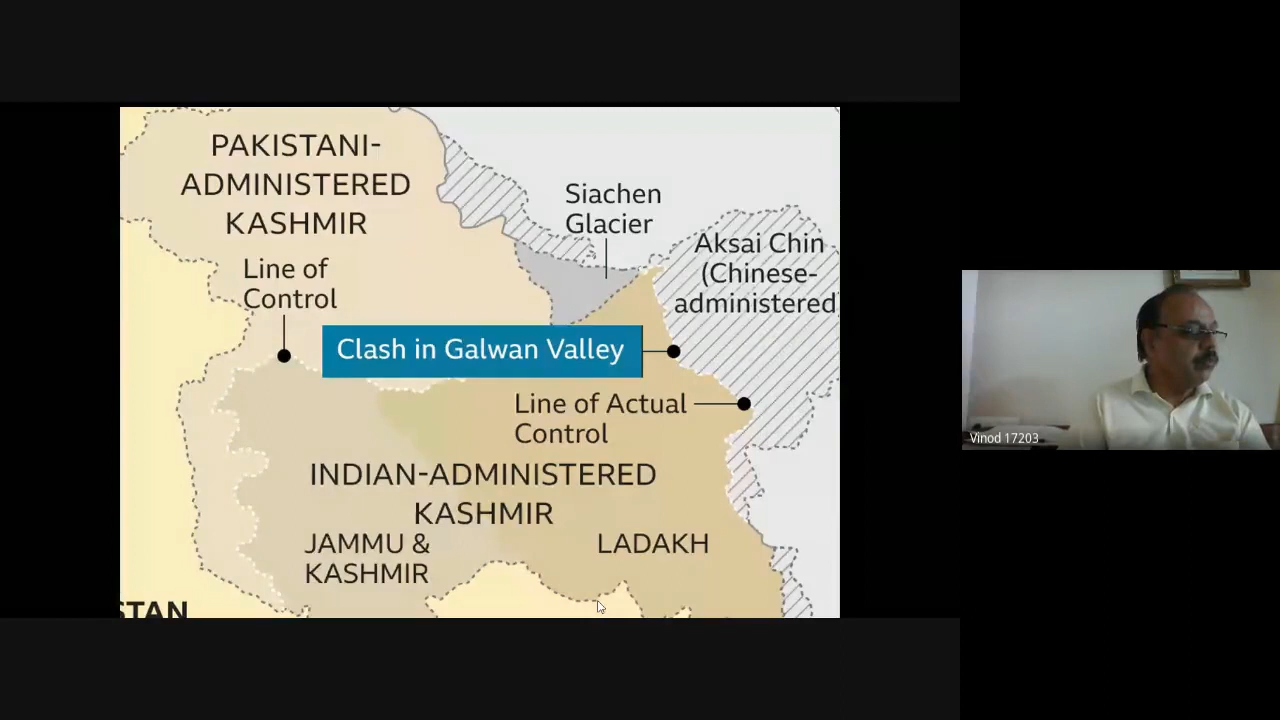 PAKISTANI-
ADMINISTERED
KASHMIR
Siachen
Glacier
Aksai Chin
(Chinese-
administered)
Line of
Control
Clash in Galwan Valley
Line of Actual
Control
INDIAN-ADMINISTERED
KASHMIR
JAMMU &
KASHMIR
LADAKH
STAN
Vinod 17203